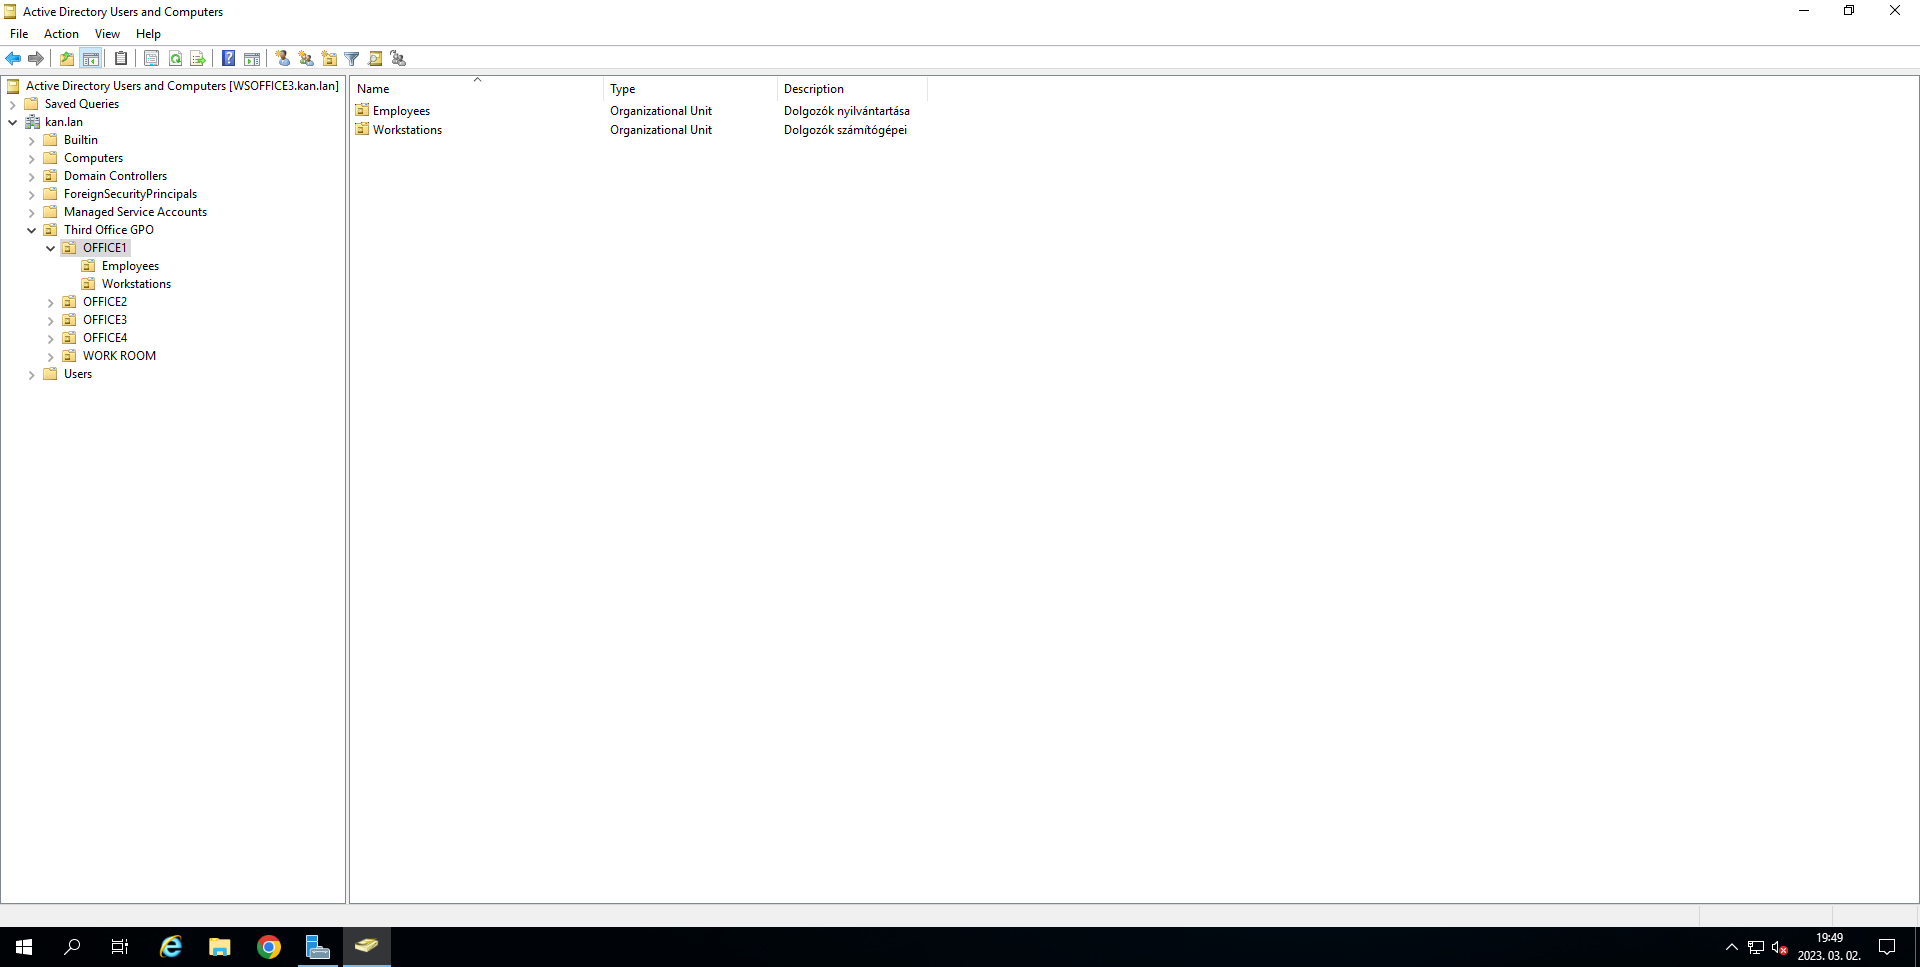 Active Directory Users and Computers
File Action View Help
Active Directory Users and Computers [WSOFFICE3.kan.lan]
Saved Queries
kan.lan
Builtin
Computers
Domain Controllers
ForeignSecurityPrincipals
Managed Service Accounts
Third Office GPO
OFFICE1
Employees
Workstations
OFFICE2
OFFICE3
OFFICE4
WORK ROOM
Users
Name Type Description
Employees Organizational Unit Dolgozók nyilvántartása
Workstations Organizational Unit Dolgozók számítógépei
19:49
2023. 03. 02.